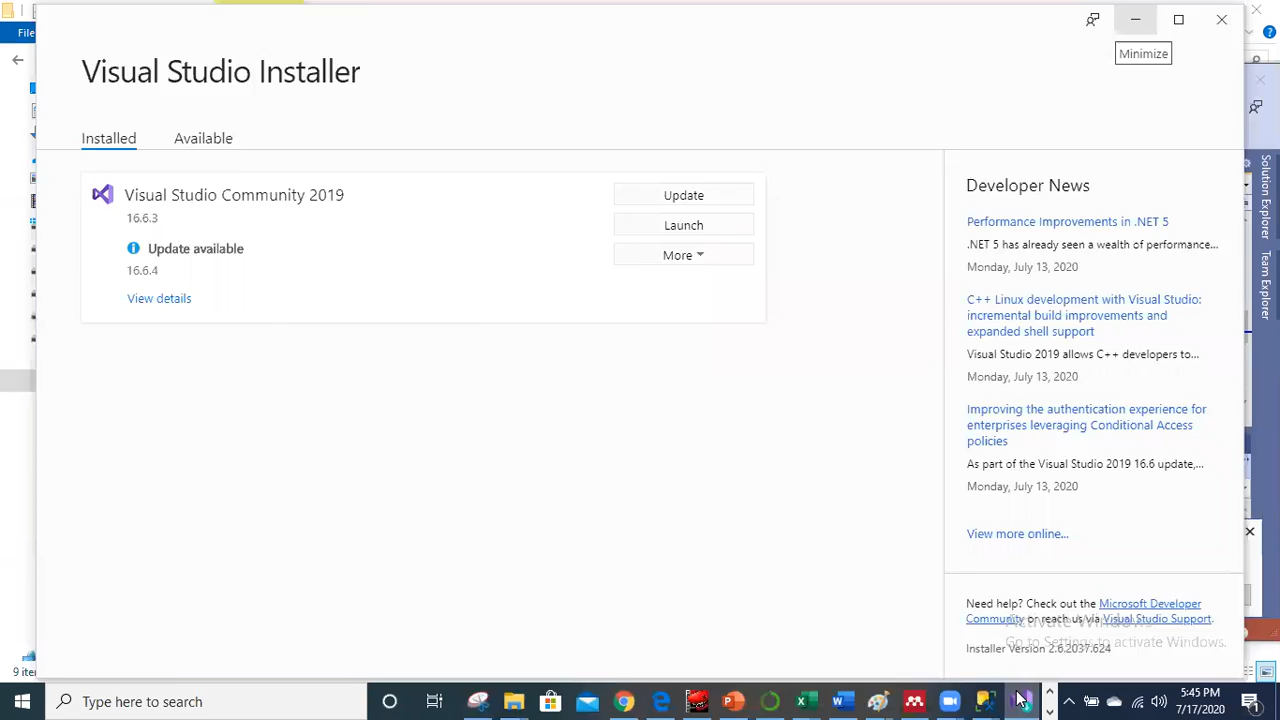 File
Minimize
Visual Studio Installer
Installed
Available
Visual Studio Community 2019
16.6.3
Update available
16.6.4
View details
Update
Launch
More
Developer News
Performance Improvements in .NET 5
.NET 5 has already seen a wealth of performance...
Monday, July 13, 2020
C++ Linux development with Visual Studio:
incremental build improvements and
expanded shell support
Visual Studio 2019 allows C++ developers to...
Monday, July 13, 2020
Improving the authentication experience for
enterprises leveraging Conditional Access
policies
As part of the Visual Studio 2019 16.6 update,...
Monday, July 13, 2020
View more online...
Need help? Check out the Microsoft Developer
Community or reach us via Visual Studio Support.
Activate Windows
Go to Settings to activate Windows.
Installer Version 2.6.2037.624
Solution Explorer
Team Explorer
9 iter
Type here to search
5:45 PM
7/17/2020
1